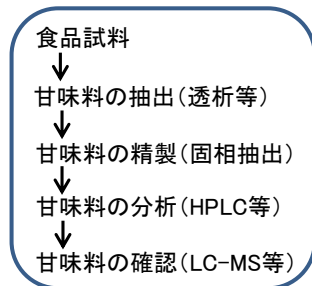 食品試料
甘味料の抽出(透析等)
甘味料の精製(固相抽出)
甘味料の分析(HPLC等)
甘味料の確認(LC-MS等)